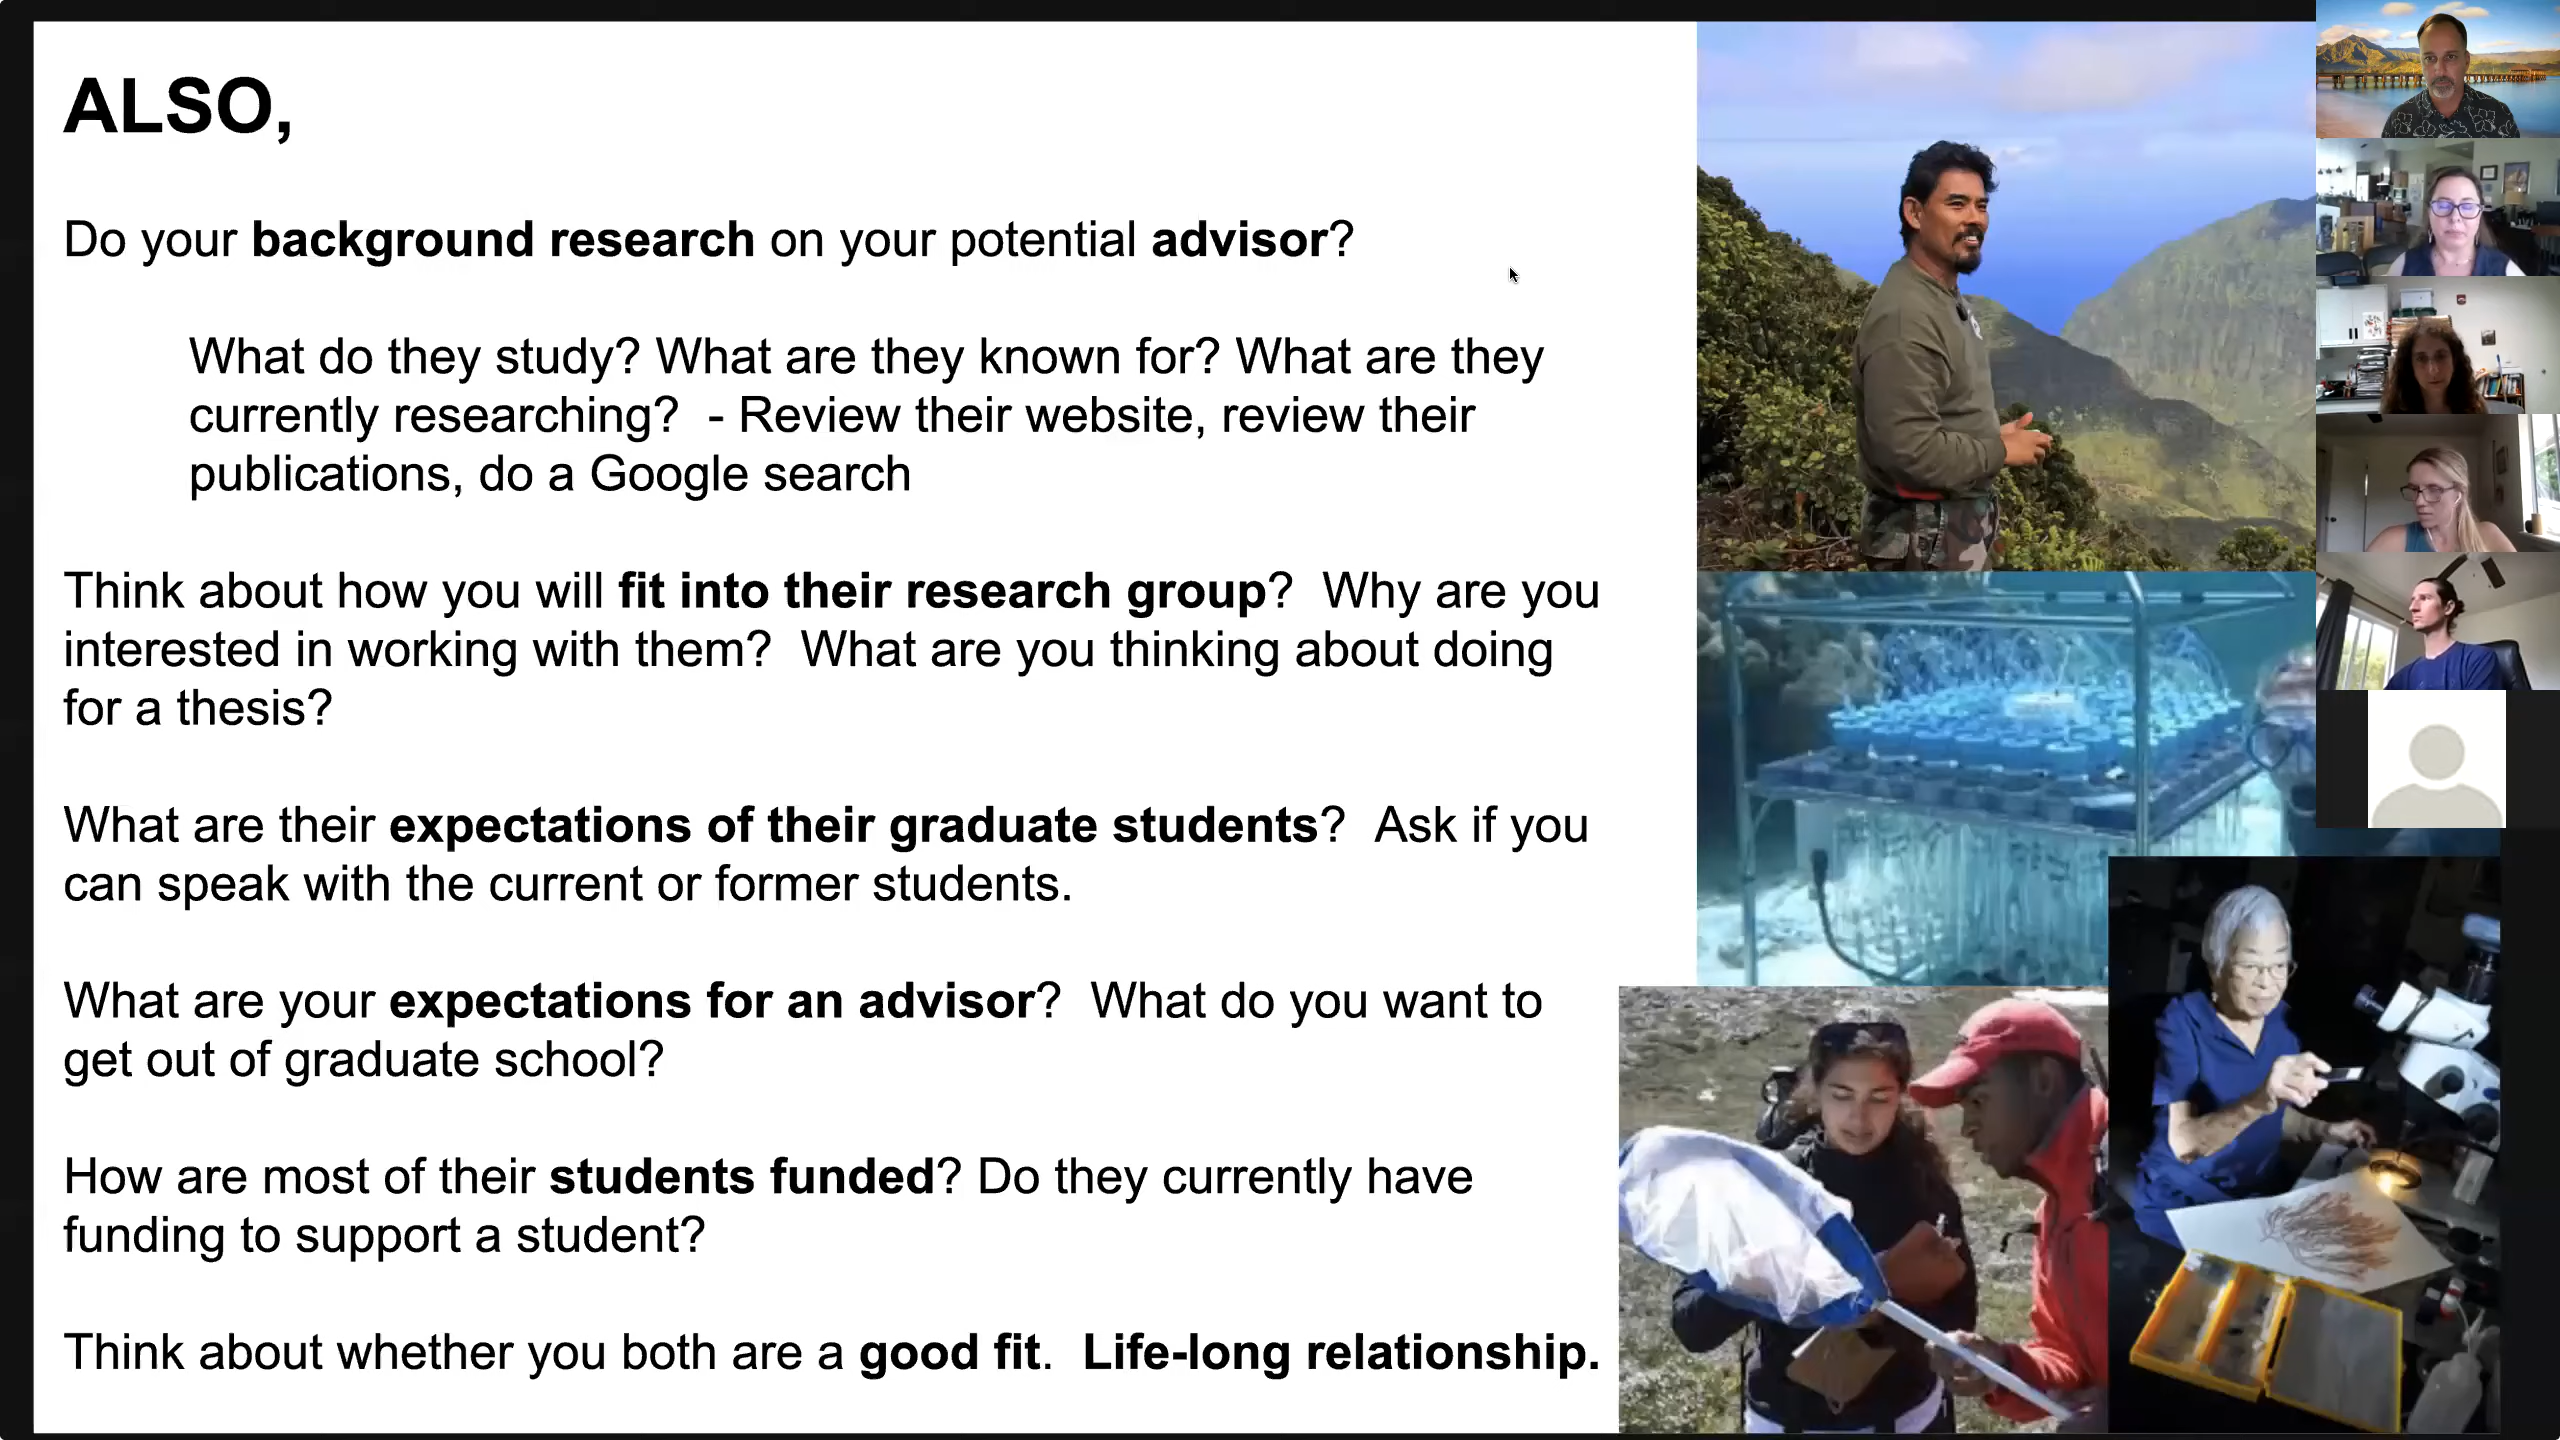 ALSO,
Do your background research on your potential advisor?
What do they study? What are they known for? What are they
currently researching?  - Review their website, review their
publications, do a Google search
Think about how you will fit into their research group?  Why are you
interested in working with them?  What are you thinking about doing
for a thesis?
What are their expectations of their graduate students?  Ask if you
can speak with the current or former students.
What are your expectations for an advisor?  What do you want to
get out of graduate school?
How are most of their students funded? Do they currently have
funding to support a student?
Think about whether you both are a good fit.  Life-long relationship.